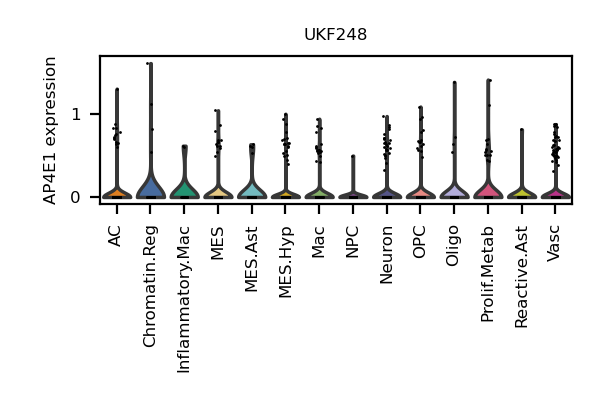 UKF248
AP4E1 expression
1
0
AC
Chromatin.Reg
Inflammatory.Mac
MES
MES.Ast
MES.Hyp
Mac
NPC
Neuron
OPC
Oligo
Prolif.Metab
Reactive.Ast
Vasc